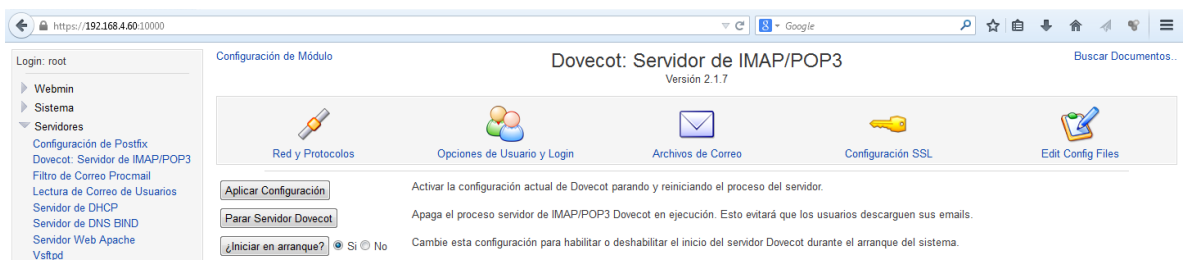 https://192.168.4.60:10000
Google
Login: root
Webmin
Sistema
Servidores
Configuración de Postfix
Dovecot: Servidor de IMAP/POP3
Filtro de Correo Procmail
Lectura de Correo de Usuarios
Servidor de DHCP
Servidor de DNS BIND
Servidor Web Apache
Vsftpd
Configuración de Módulo
Dovecot: Servidor de IMAP/POP3
Versión 2.1.7
Buscar Documentos..
Red y Protocolos
Opciones de Usuario y Login
Archivos de Correo
Configuración SSL
Edit Config Files
Aplicar Configuración
Activar la configuración actual de Dovecot parando y reiniciando el proceso del servidor.
Parar Servidor Dovecot
Apaga el proceso servidor de IMAP/POP3 Dovecot en ejecución. Esto evitará que los usuarios descarguen sus emails.
¿Iniciar en arranque? Si No
Cambie esta configuración para habilitar o deshabilitar el inicio del servidor Dovecot durante el arranque del sistema.